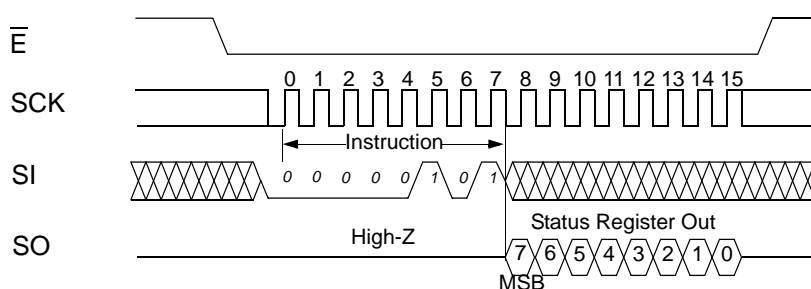 E
SCK
0 1 2 3 4 5 6 7 8 9 10 11 12 13 14 15
Instruction
SI
0 0 0 0 0 1 0 1
Status Register Out
SO
High-Z
7 6 5 4 3 2 1 0
MSB